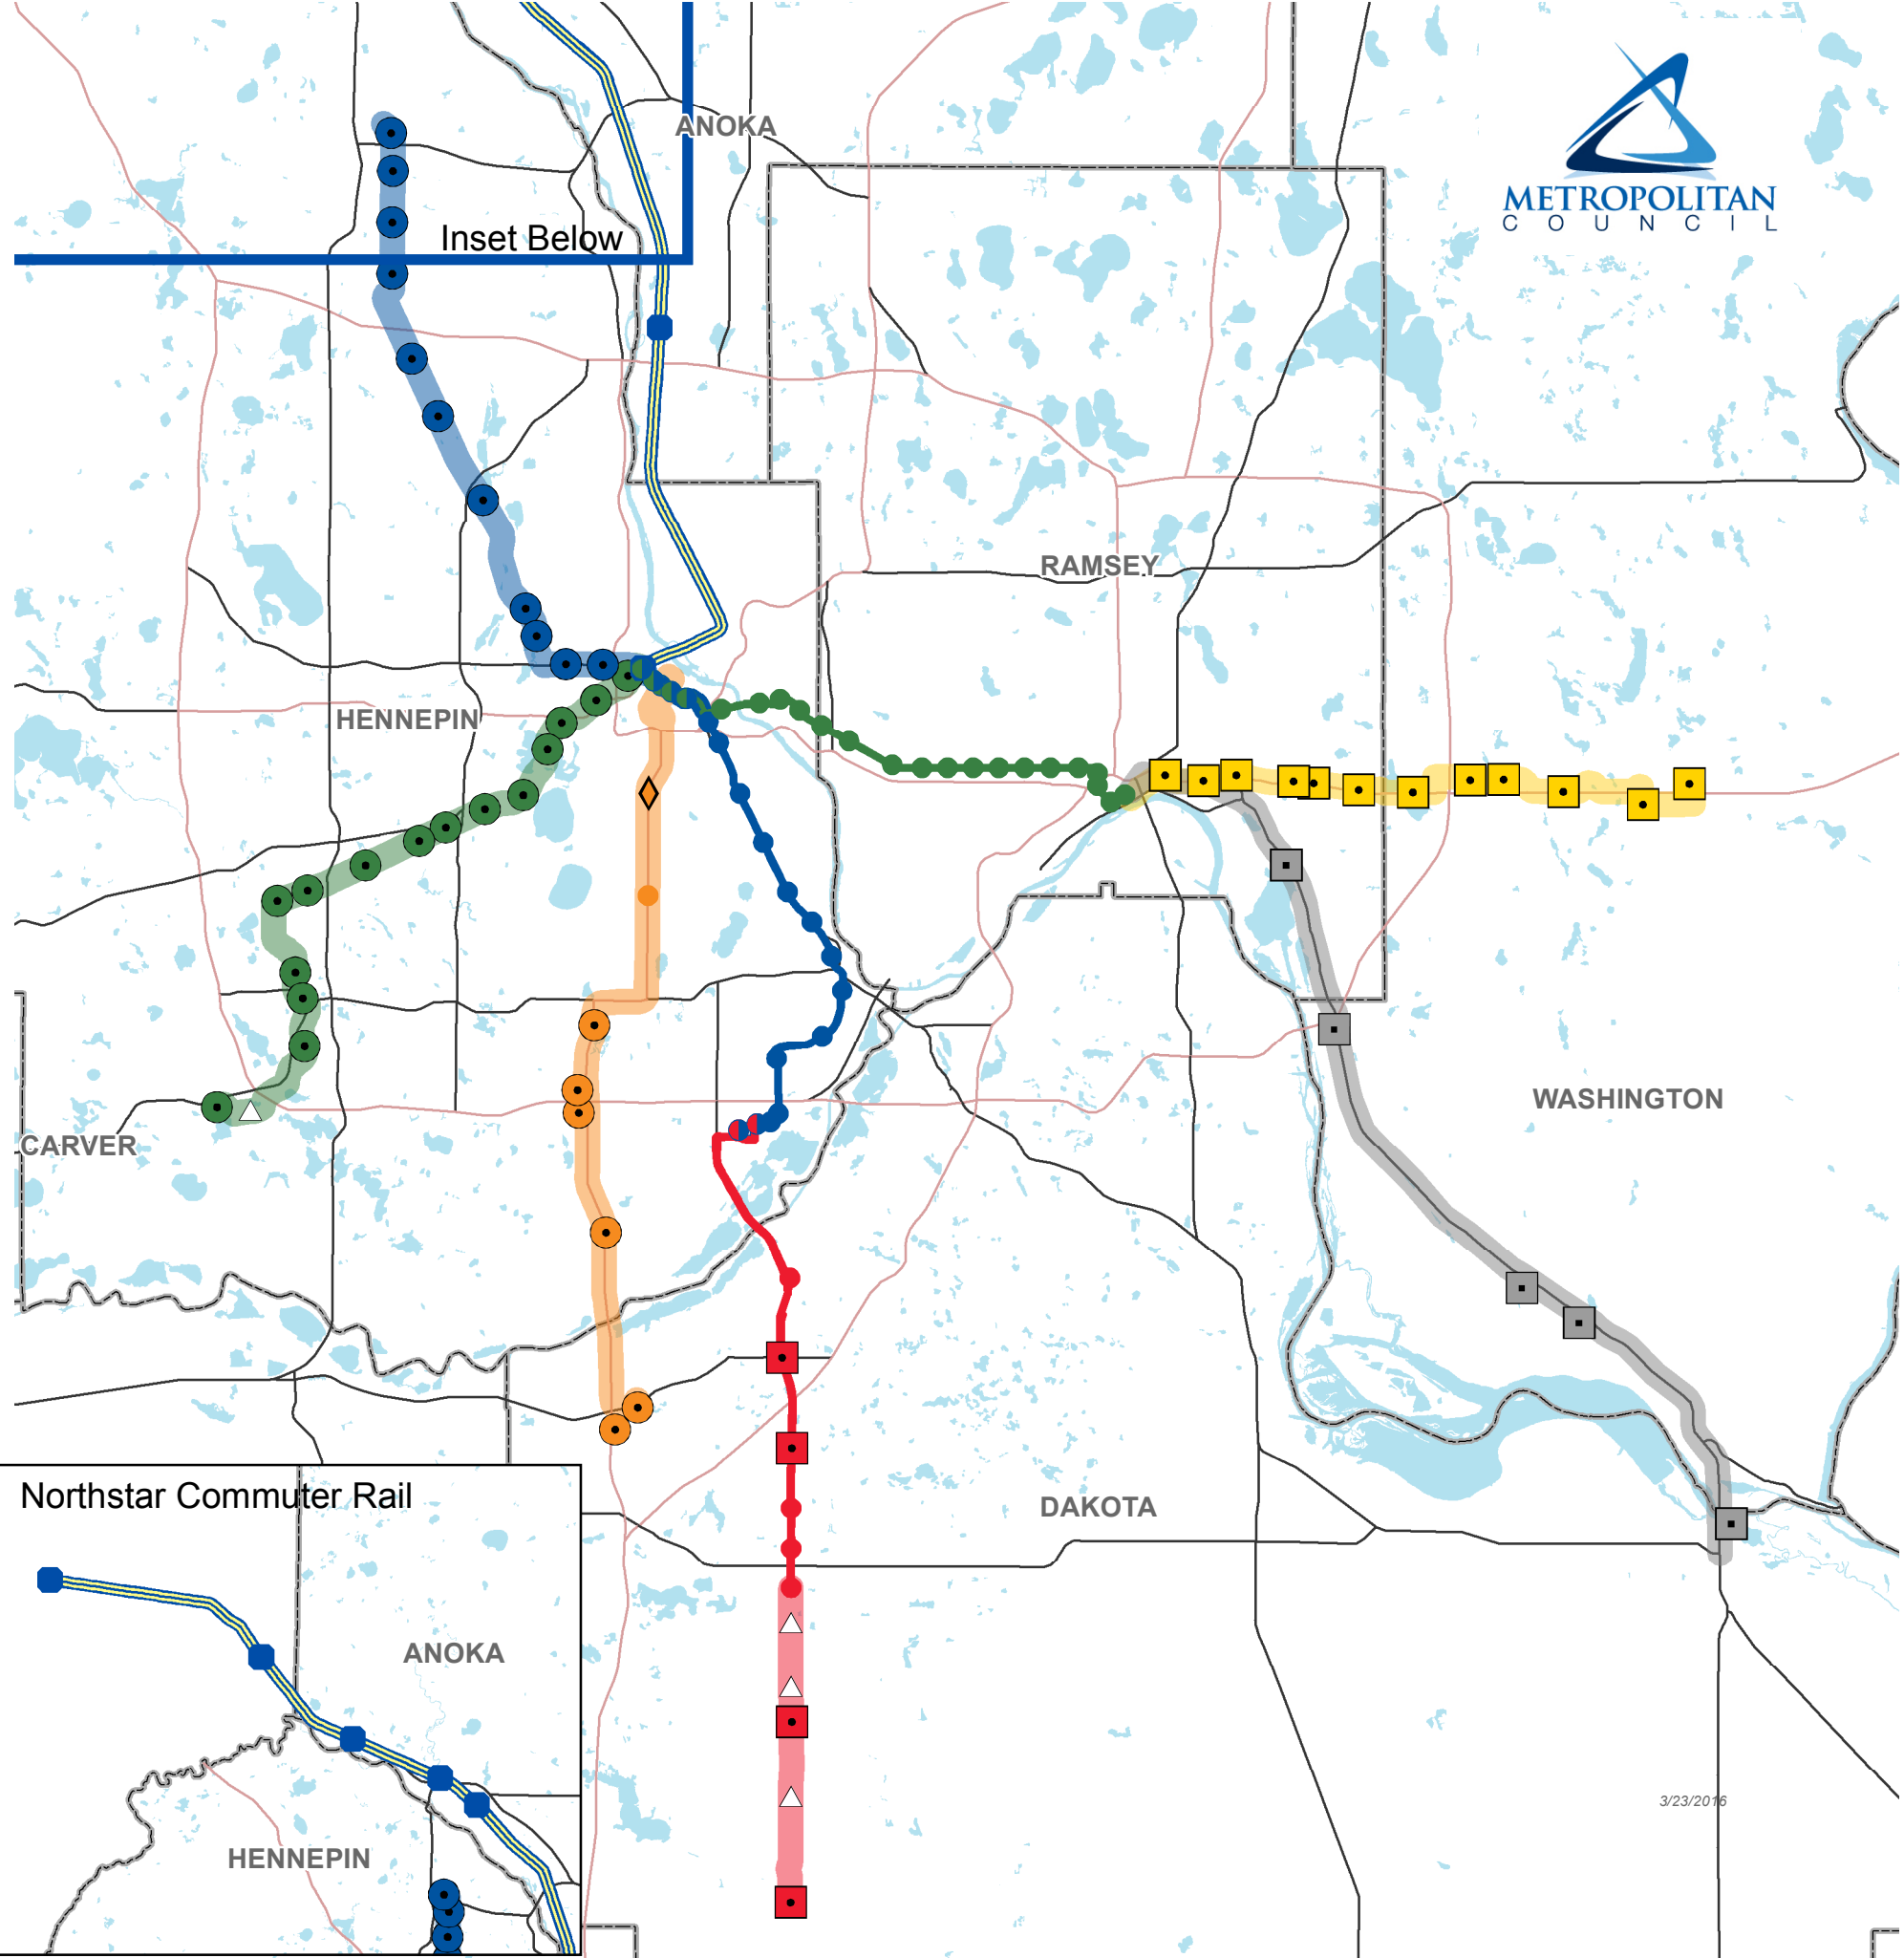 ANOKA
METROPOLITAN
COUNCIL
Inset Below
RAMSEY
HENNEPIN
WASHINGTON
CARVER
Northstar Commuter Rail
DAKOTA
ANOKA
3/23/2016
HENNEPIN